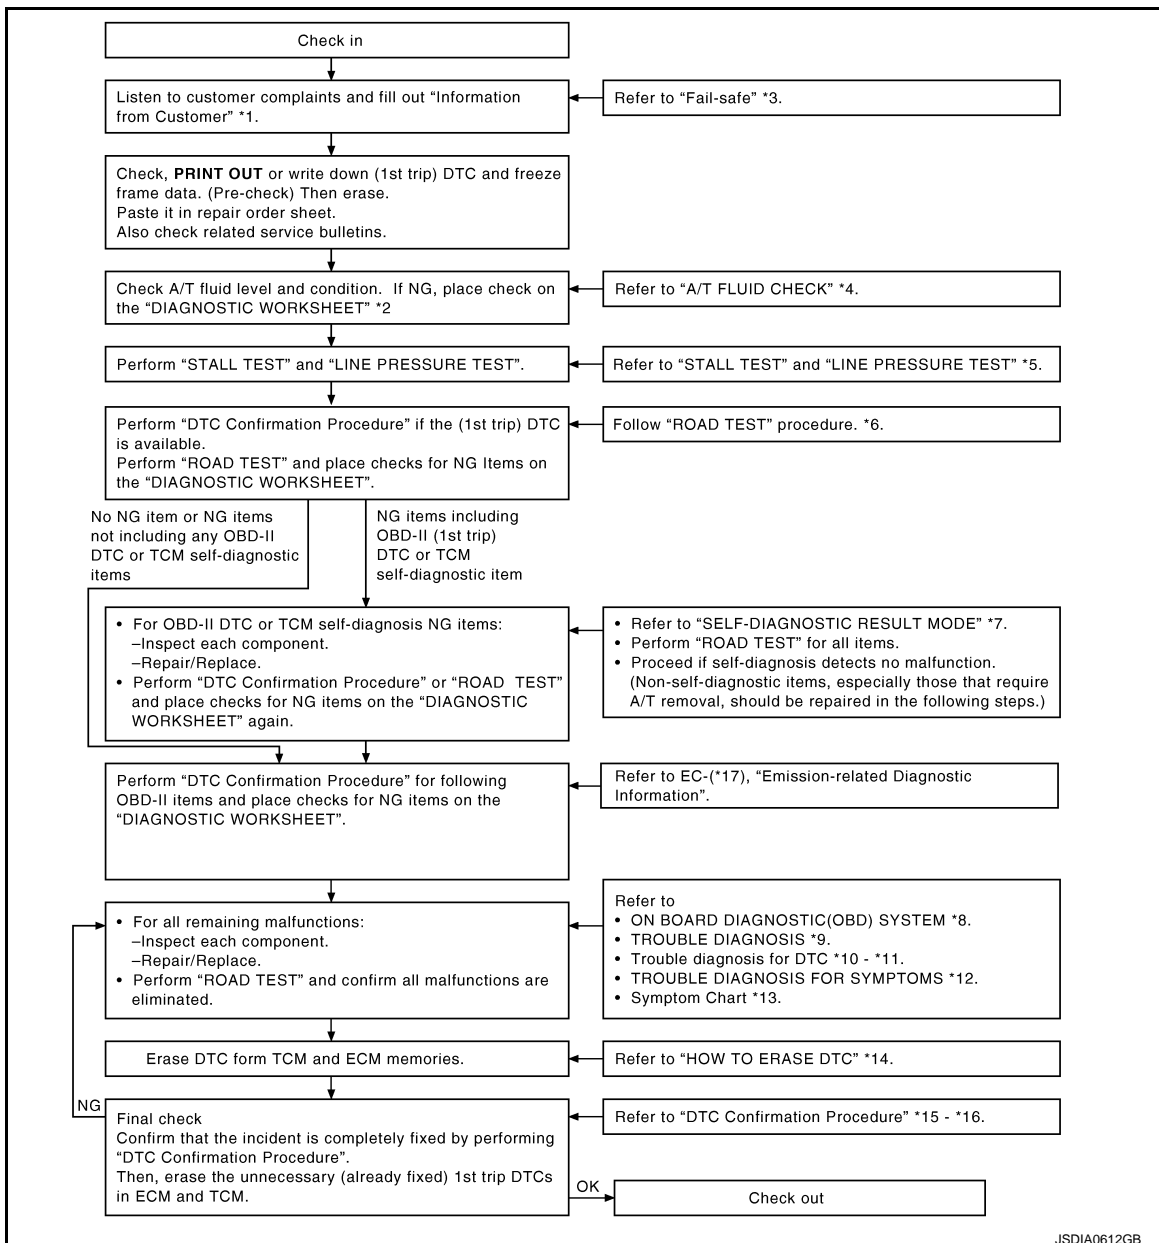 Check in
Listen to customer complaints and fill out “Information
from Customer” *1.
Refer to “Fail-safe” *3.
Check, PRINT OUT or write down (1st trip) DTC and freeze
frame data. (Pre-check) Then erase.
Paste it in repair order sheet.
Also check related service bulletins.
Check A/T fluid level and condition. If NG, place check on
the “DIAGNOSTIC WORKSHEET” *2
Refer to “A/T FLUID CHECK” *4.
Perform “STALL TEST” and “LINE PRESSURE TEST”.
Refer to “STALL TEST” and “LINE PRESSURE TEST” *5.
Perform “DTC Confirmation Procedure” if the (1st trip) DTC
is available.
Perform “ROAD TEST” and place checks for NG Items on
the “DIAGNOSTIC WORKSHEET”.
Follow “ROAD TEST” procedure. *6.
No NG item or NG items
not including any OBD-II
DTC or TCM self-diagnostic
items
NG items including
OBD-II (1st trip)
DTC or TCM
self-diagnostic item
• For OBD-II DTC or TCM self-diagnosis NG items:
–Inspect each component.
–Repair/Replace.
• Perform “DTC Confirmation Procedure” or “ROAD TEST”
and place checks for NG items on the “DIAGNOSTIC
WORKSHEET” again.
• Refer to “SELF-DIAGNOSTIC RESULT MODE” *7.
• Perform “ROAD TEST” for all items.
• Proceed if self-diagnosis detects no malfunction.
(Non-self-diagnostic items, especially those that require
A/T removal, should be repaired in the following steps.)
Perform “DTC Confirmation Procedure” for following
OBD-II items and place checks for NG items on the
“DIAGNOSTIC WORKSHEET”.
Refer to EC-(*17), “Emission-related Diagnostic
Information”.
• For all remaining malfunctions:
–Inspect each component.
–Repair/Replace.
• Perform “ROAD TEST” and confirm all malfunctions are
eliminated.
Refer to
• ON BOARD DIAGNOSTIC(OBD) SYSTEM *8.
• TROUBLE DIAGNOSIS *9.
• Trouble diagnosis for DTC *10 - *11.
• TROUBLE DIAGNOSIS FOR SYMPTOMS *12.
• Symptom Chart *13.
Erase DTC form TCM and ECM memories.
Refer to “HOW TO ERASE DTC” *14.
NG
Final check
Confirm that the incident is completely fixed by performing
“DTC Confirmation Procedure”.
Then, erase the unnecessary (already fixed) 1st trip DTCs
in ECM and TCM.
Refer to “DTC Confirmation Procedure” *15 - *16.
OK
Check out
JSDIA0612GB